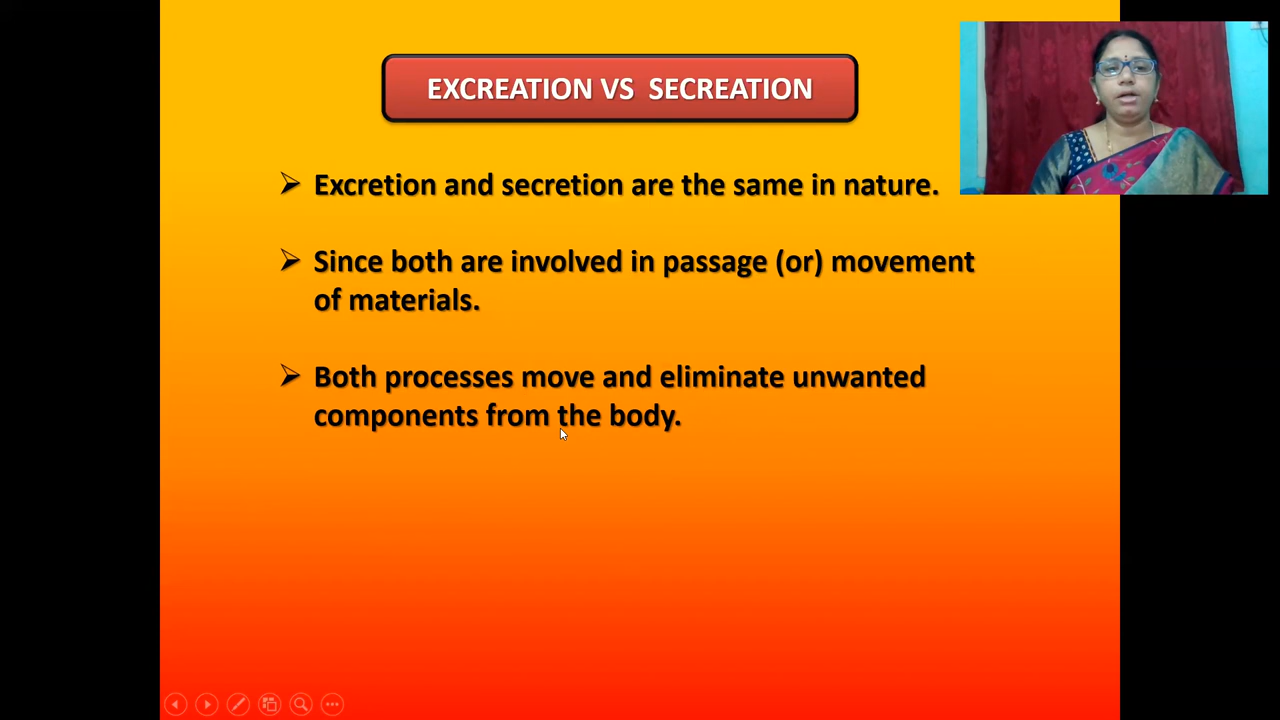 EXCREATION VS SECREATION
Excretion and secretion are the same in nature.
Since both are involved in passage (or) movement
of materials.
Both processes move and eliminate unwanted
components from the body.